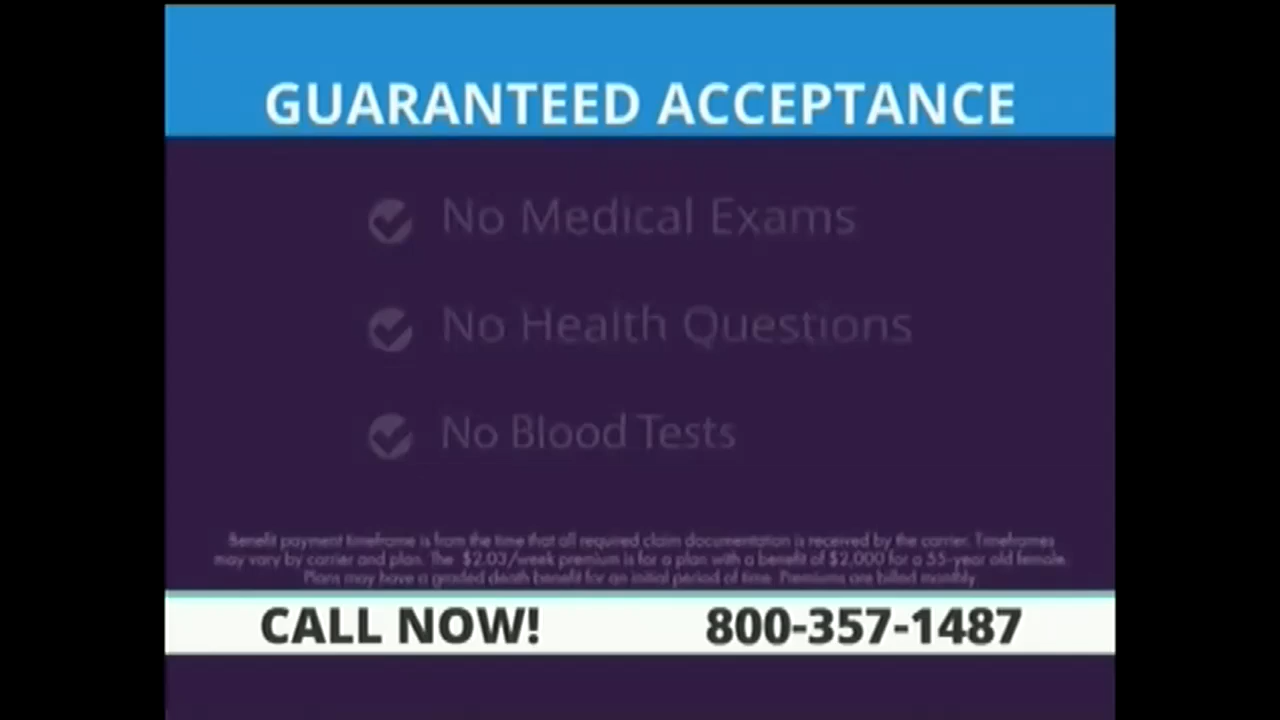 GUARANTEED ACCEPTANCE
No Medical Exams
No Health Questions
No Blood Tests
Benefit payment timeframe is from the time that all required claim documentation is received by the carrier. Timeframes
may vary by carrier and plan. The $2.03/week premium is for a plan with a benefit of $2,000 for a 55-year old female.
Plans may have a graded death benefit for an initial period of time. Premiums are billed monthly.
CALL NOW! 800-357-1487